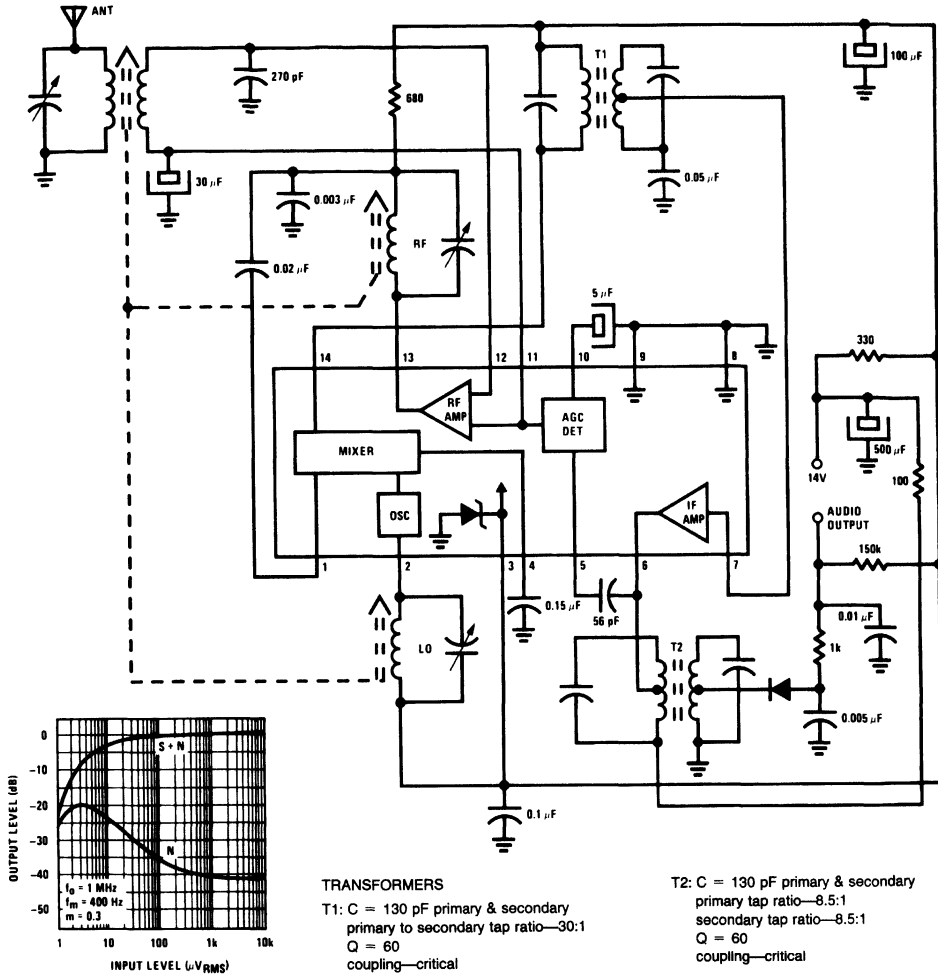 ANT
270 pF
680
T1
100 μF
30 μF
0.003 μF
0.05 μF
RF
0.02 μF
5 μF
330
14 13 12 11 10 9 8
RF
AMP
AGC
DET
500 μF
MIXER
100
14V
OSC
IF
AMP
AUDIO
OUTPUT
150k
1 2 3 4 5 6 7
0.15 μF
56 pF
0.01 μF
LO
T2
1k
0.005 μF
0.1 μF
OUTPUT LEVEL (dB)
0
-10
-20
-30
-40
-50
S + N
N
fo = 1 MHz
fm = 400 Hz
m = 0.3
1 10 100 1k 10k
INPUT LEVEL (μVRMS)
TRANSFORMERS
T1: C = 130 pF primary & secondary
primary to secondary tap ratio—30:1
Q = 60
coupling—critical
T2: C = 130 pF primary & secondary
primary tap ratio—8.5:1
secondary tap ratio—8.5:1
Q = 60
coupling—critical